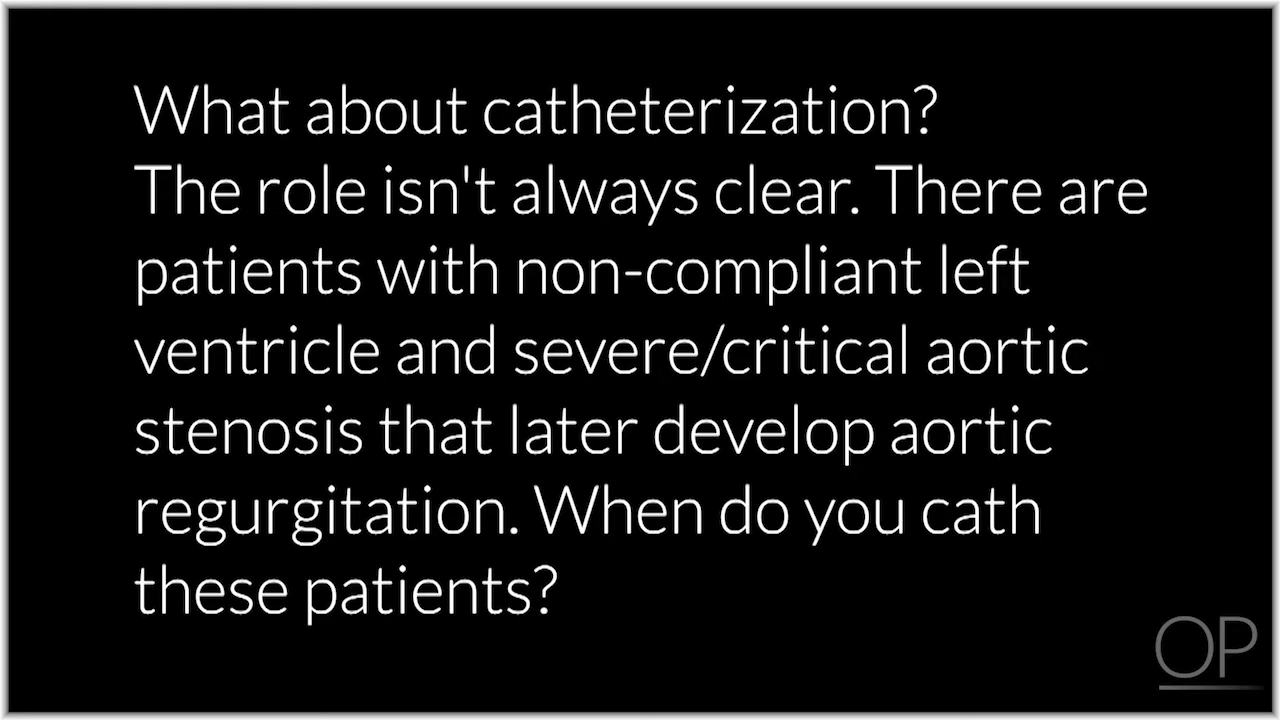 What about catheterization?
The role isn't always clear. There are
patients with non-compliant left
ventricle and severe/critical aortic
stenosis that later develop aortic
regurgitation. When do you cath
these patients?
OP